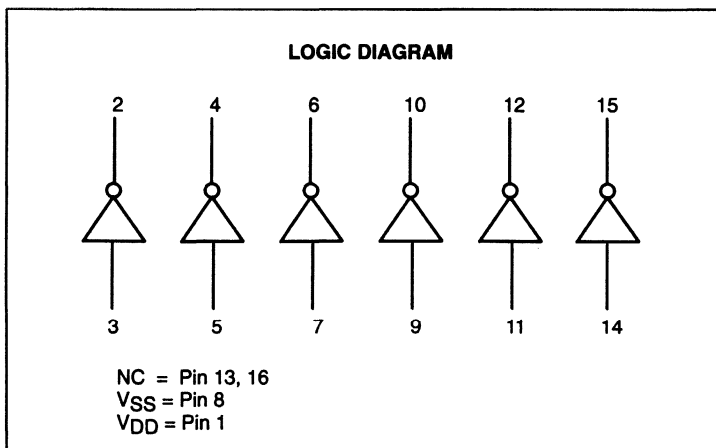 LOGIC DIAGRAM
2 4 6 10 12 15
3 5 7 9 11 14
NC = Pin 13, 16
VSS = Pin 8
VDD = Pin 1